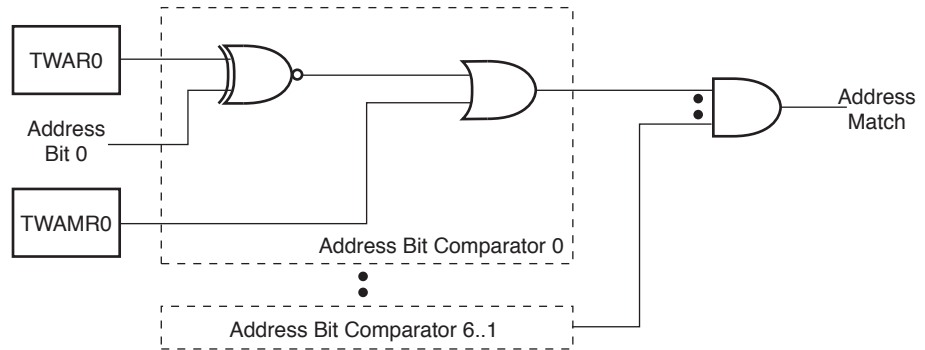 TWAR0
Address
Bit 0
TWAMR0
Address Bit Comparator 0
Address Bit Comparator 6..1
Address
Match